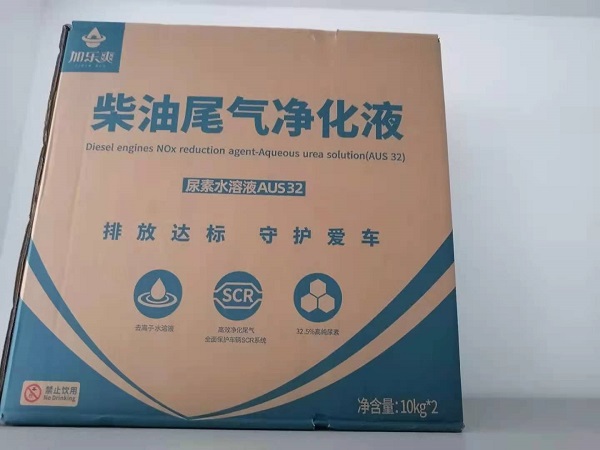 加乐爽
柴油尾气净化液
Diesel engines NOx reduction agent-Aqueous urea solution(AUS 32)
尿素水溶液AUS32
排放达标 守护爱车
SCR
去离子水溶液
高效净化尾气
全面保护车辆SCR系统
32.5%高纯尿素
禁止饮用
No Drinking
净含量:10kg*2